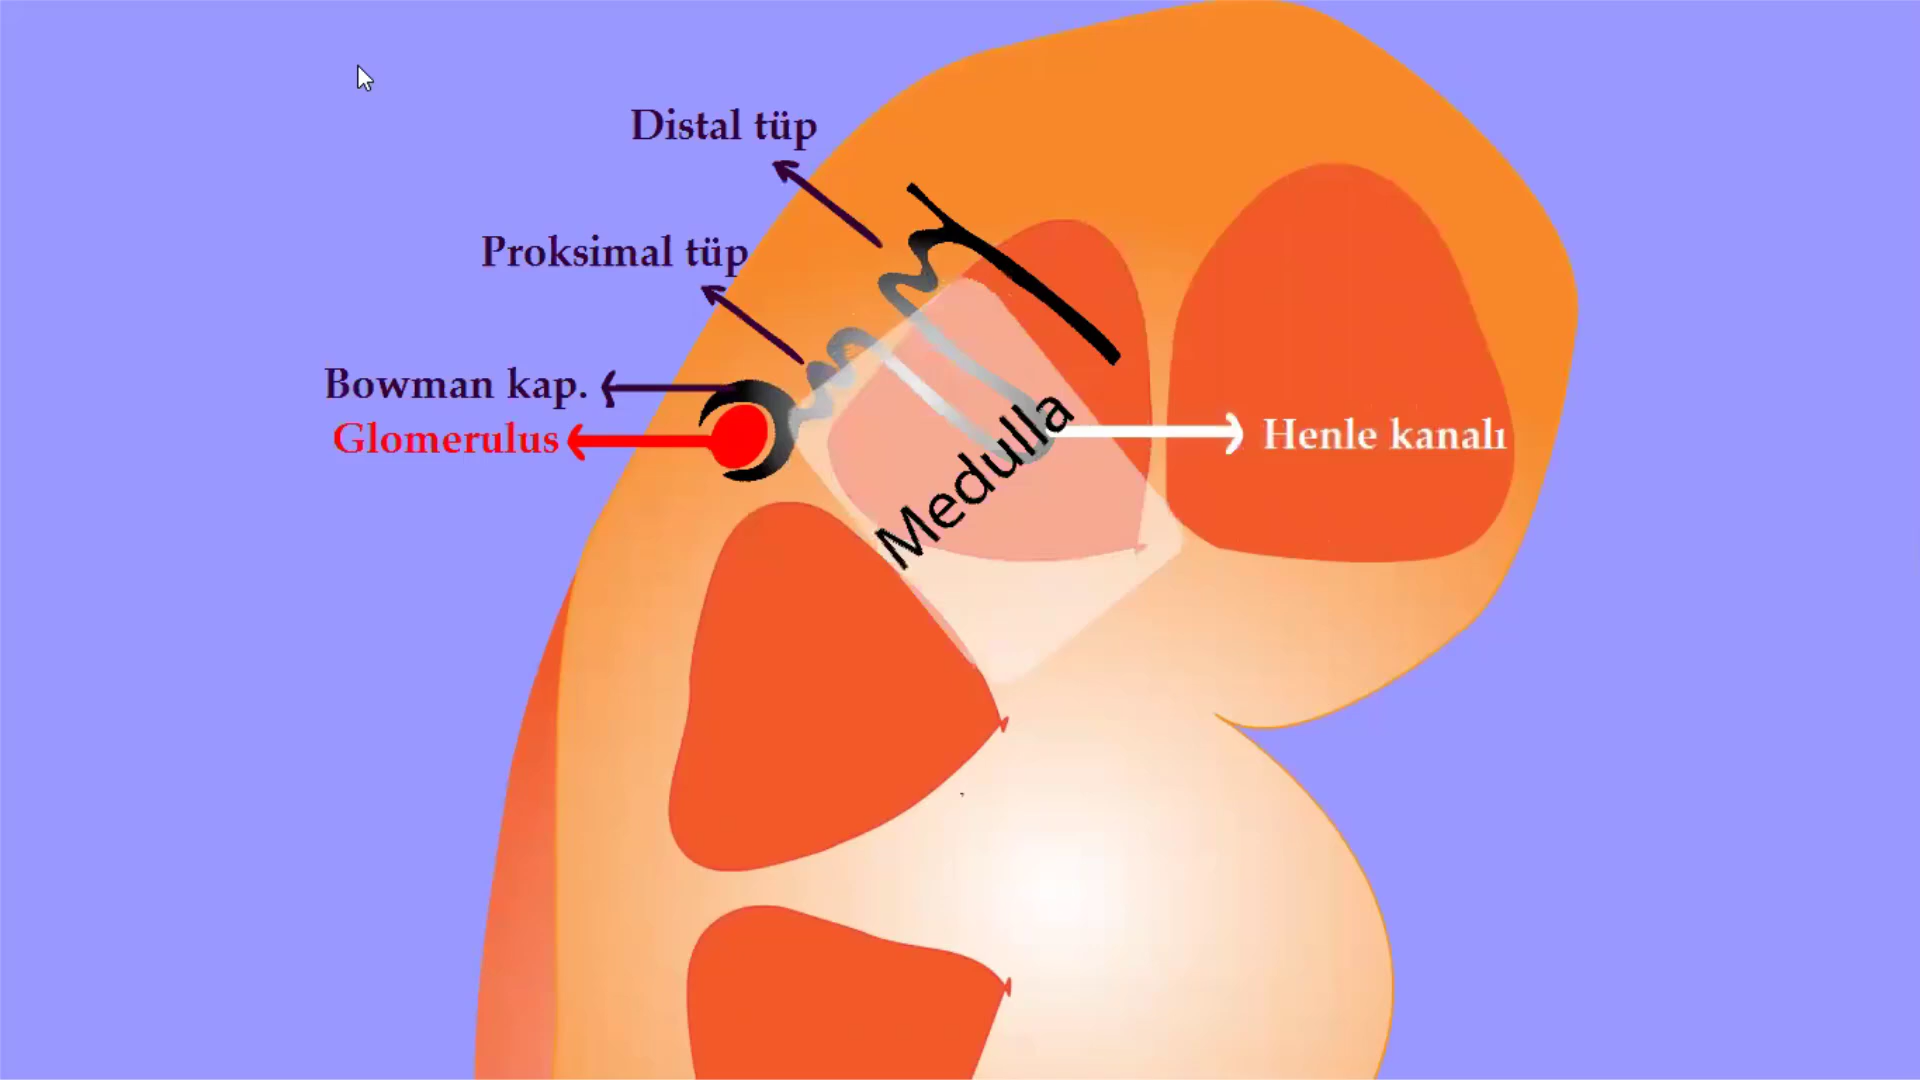 Distal tüp
Proksimal tüp
Bowman kap.
Glomerulus
Henle kanalı
Medulla